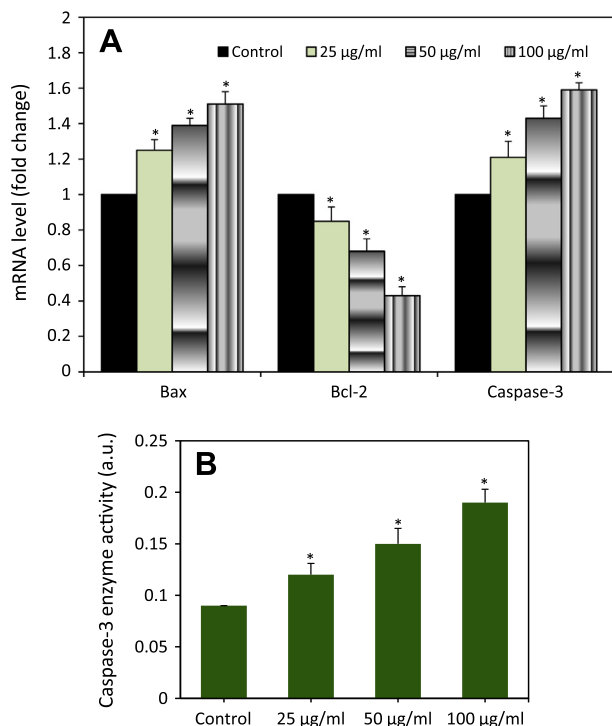 A
Control 25 μg/ml 50 μg/ml 100 μg/ml
mRNA level (fold change)
2
1.8
1.6
1.4
1.2
1
0.8
0.6
0.4
0.2
0
* * * * * * * * *
Bax Bcl-2 Caspase-3
B
Caspase-3 enzyme activity (a.u.)
0.25
0.2
0.15
0.1
0.05
0
* * *
Control 25 μg/ml 50 μg/ml 100 μg/ml